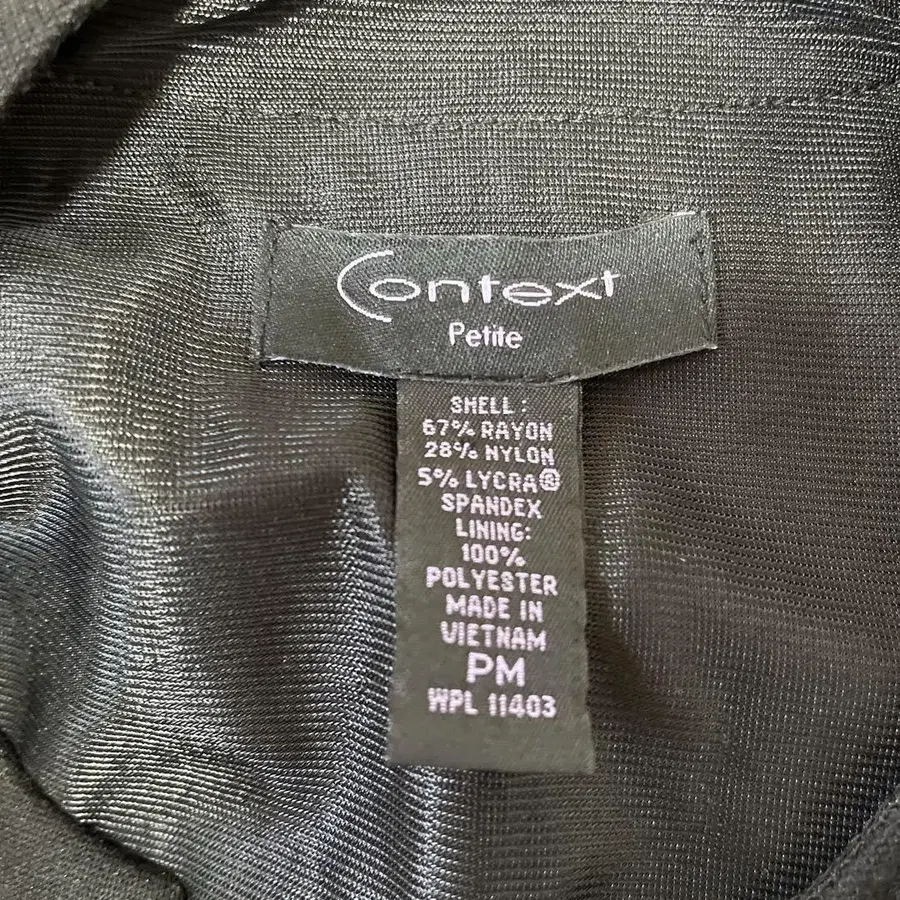 Context
Petite
SHELL:
67% RAYON
28% NYLON
5% LYCRA®
SPANDEX
LINING:
100%
POLYESTER
MADE IN
VIETNAM
PM
WPL 11403